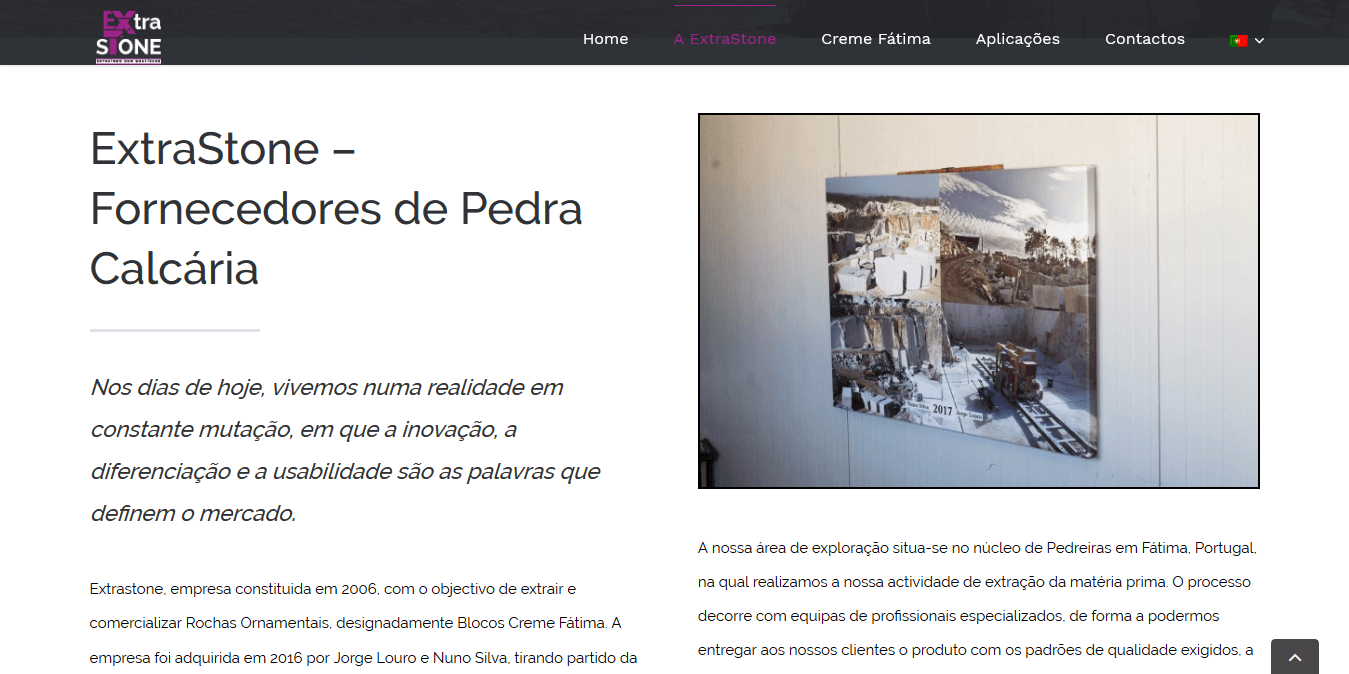 EXtra
STONE
Home
A ExtraStone
Creme Fátima
Aplicações
Contactos
ExtraStone –
Fornecedores de Pedra
Calcária
Nos dias de hoje, vivemos numa realidade em
constante mutação, em que a inovação, a
diferenciação e a usabilidade são as palavras que
definem o mercado.
Extrastone, empresa constituida em 2006, com o objectivo de extrair e
comercializar Rochas Ornamentais, designadamente Blocos Creme Fátima. A
empresa foi adquirida em 2016 por Jorge Louro e Nuno Silva, tirando partido da
Nuno Silva 2017 Jorge Louro
A nossa área de exploração situa-se no núcleo de Pedreiras em Fátima, Portugal,
na qual realizamos a nossa actividade de extração da matéria prima. O processo
decorre com equipas de profissionais especializados, de forma a podermos
entregar aos nossos clientes o produto com os padrões de qualidade exigidos, a